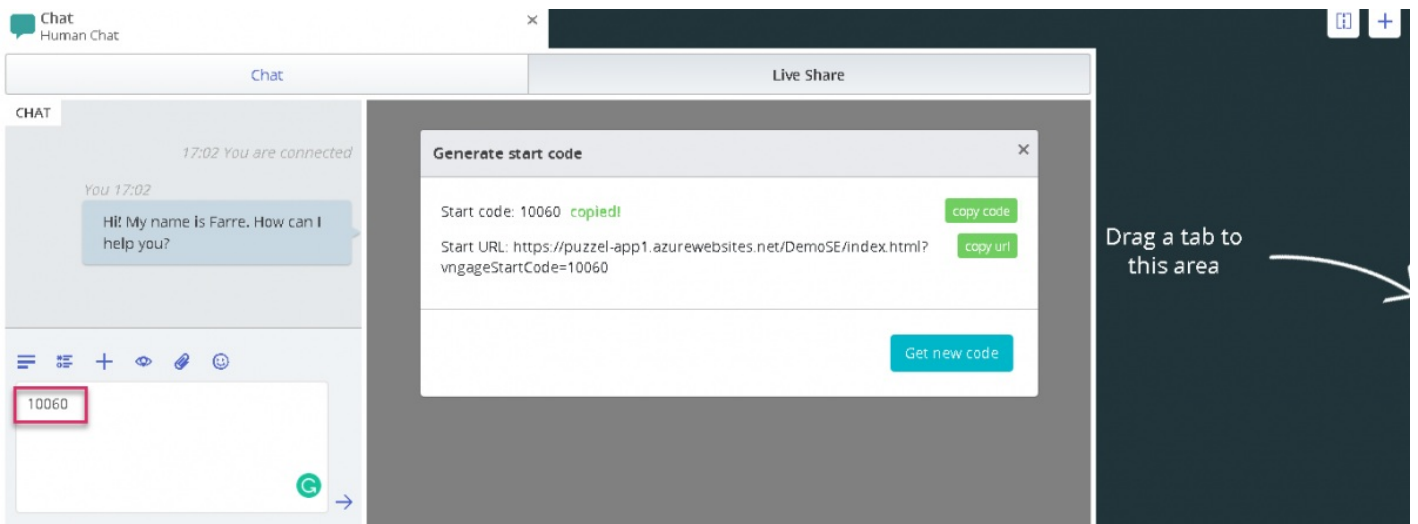 Chat
Human Chat
Chat
Live Share
CHAT
17:02 You are connected
You 17:02
Hi! My name is Farre. How can I
help you?
10060
Generate start code
Start code: 10060 copied!
copy code
Start URL: https://puzzel-app1.azurewebsites.net/DemoSE/index.html?
vngageStartCode=10060
copy url
Get new code
Drag a tab to
this area